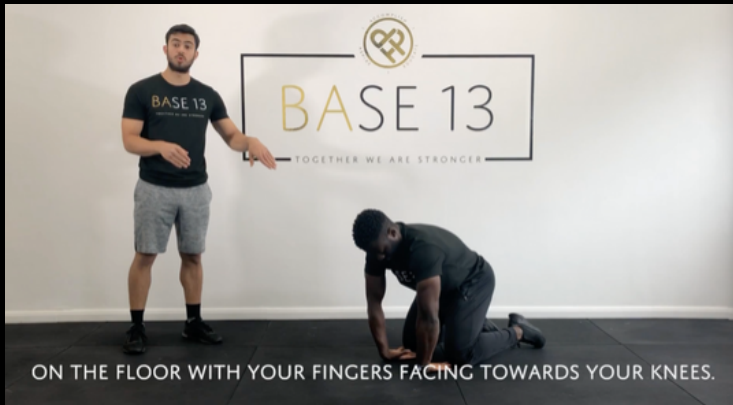 BASE 13
TOGETHER WE ARE STRONGER
BASE 13
ON THE FLOOR WITH YOUR FINGERS FACING TOWARDS YOUR KNEES.